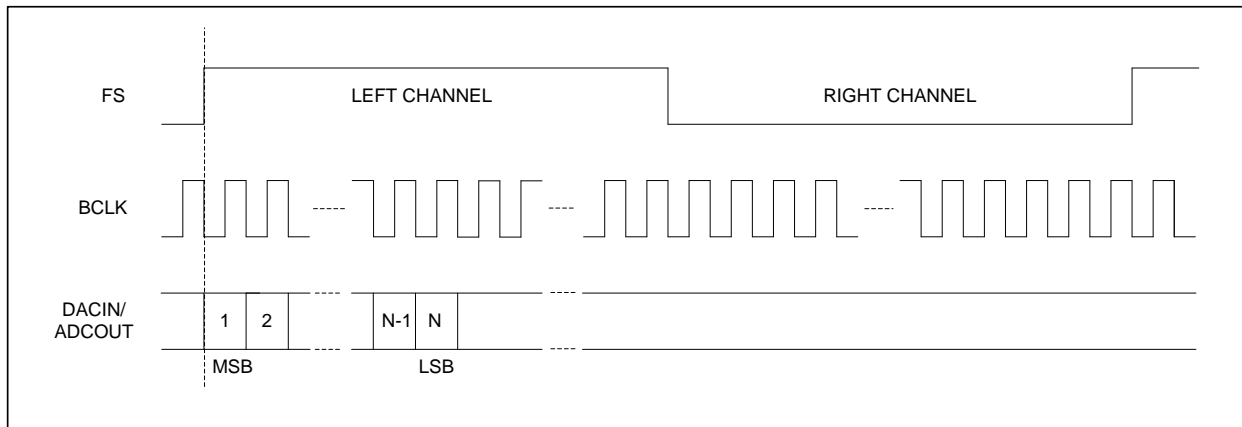 FS
LEFT CHANNEL
RIGHT CHANNEL
BCLK
DACIN/
ADCOUT
1
2
N-1
N
MSB
LSB